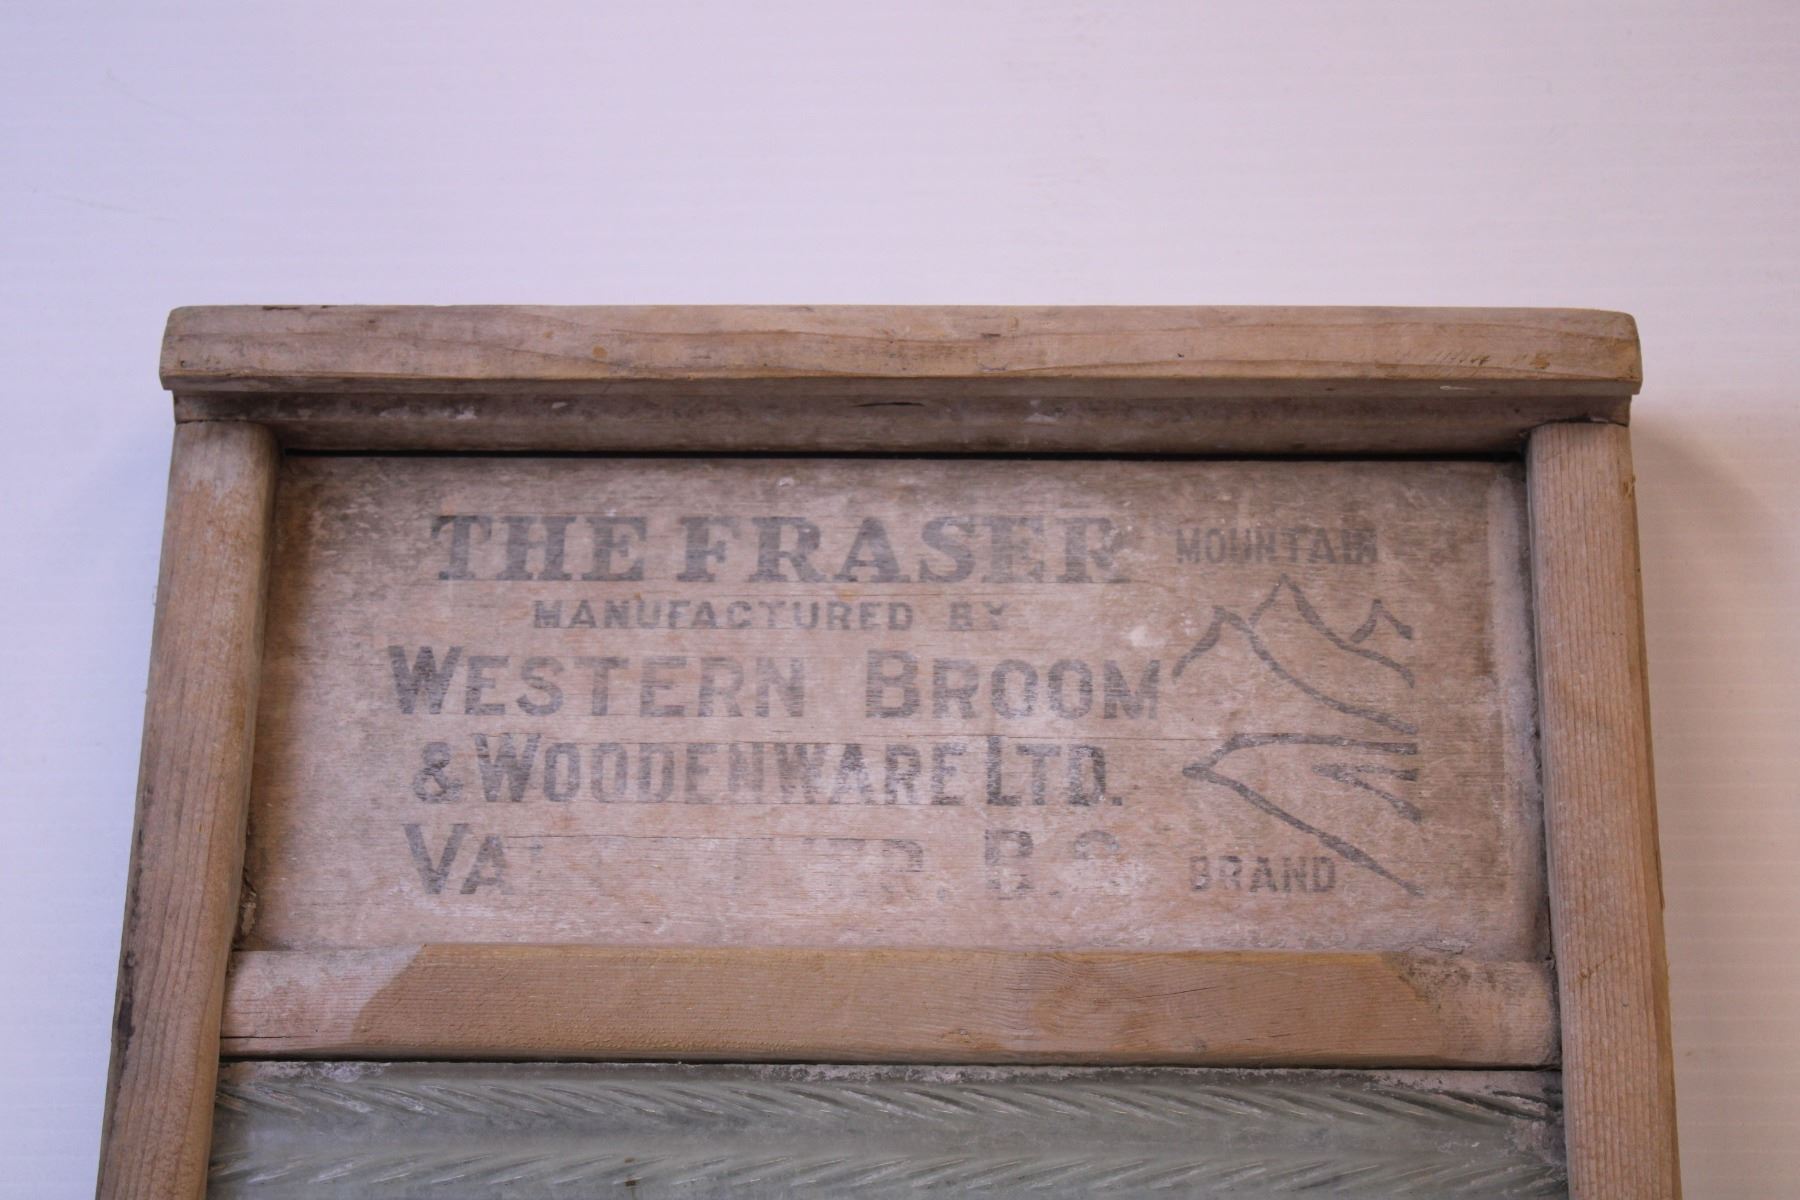 THE FRASER
MANUFACTURED BY
WESTERN BROOM
& WOODENWARE LTD.
B.C.
MOUNTAIN
BRAND